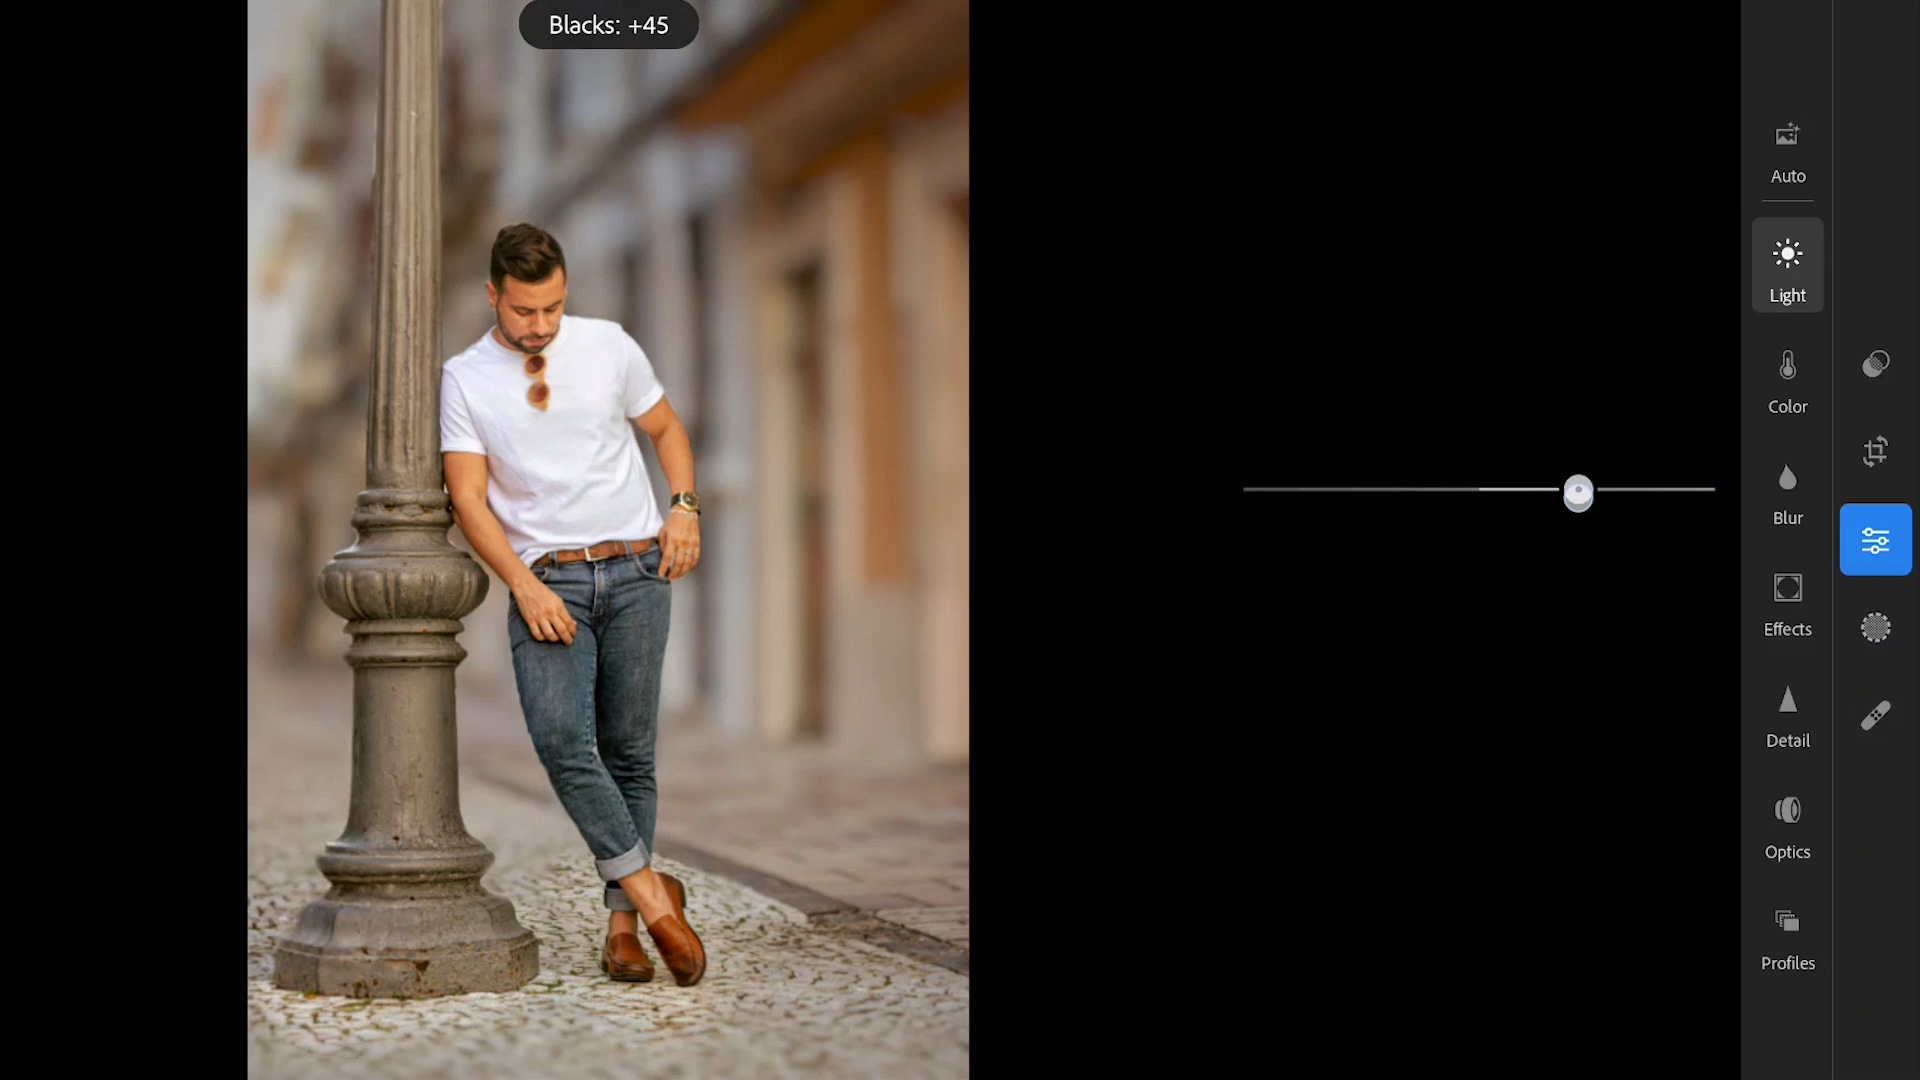 Blacks: +45
Auto
Light
Color
Blur
Effects
Detail
Optics
Profiles